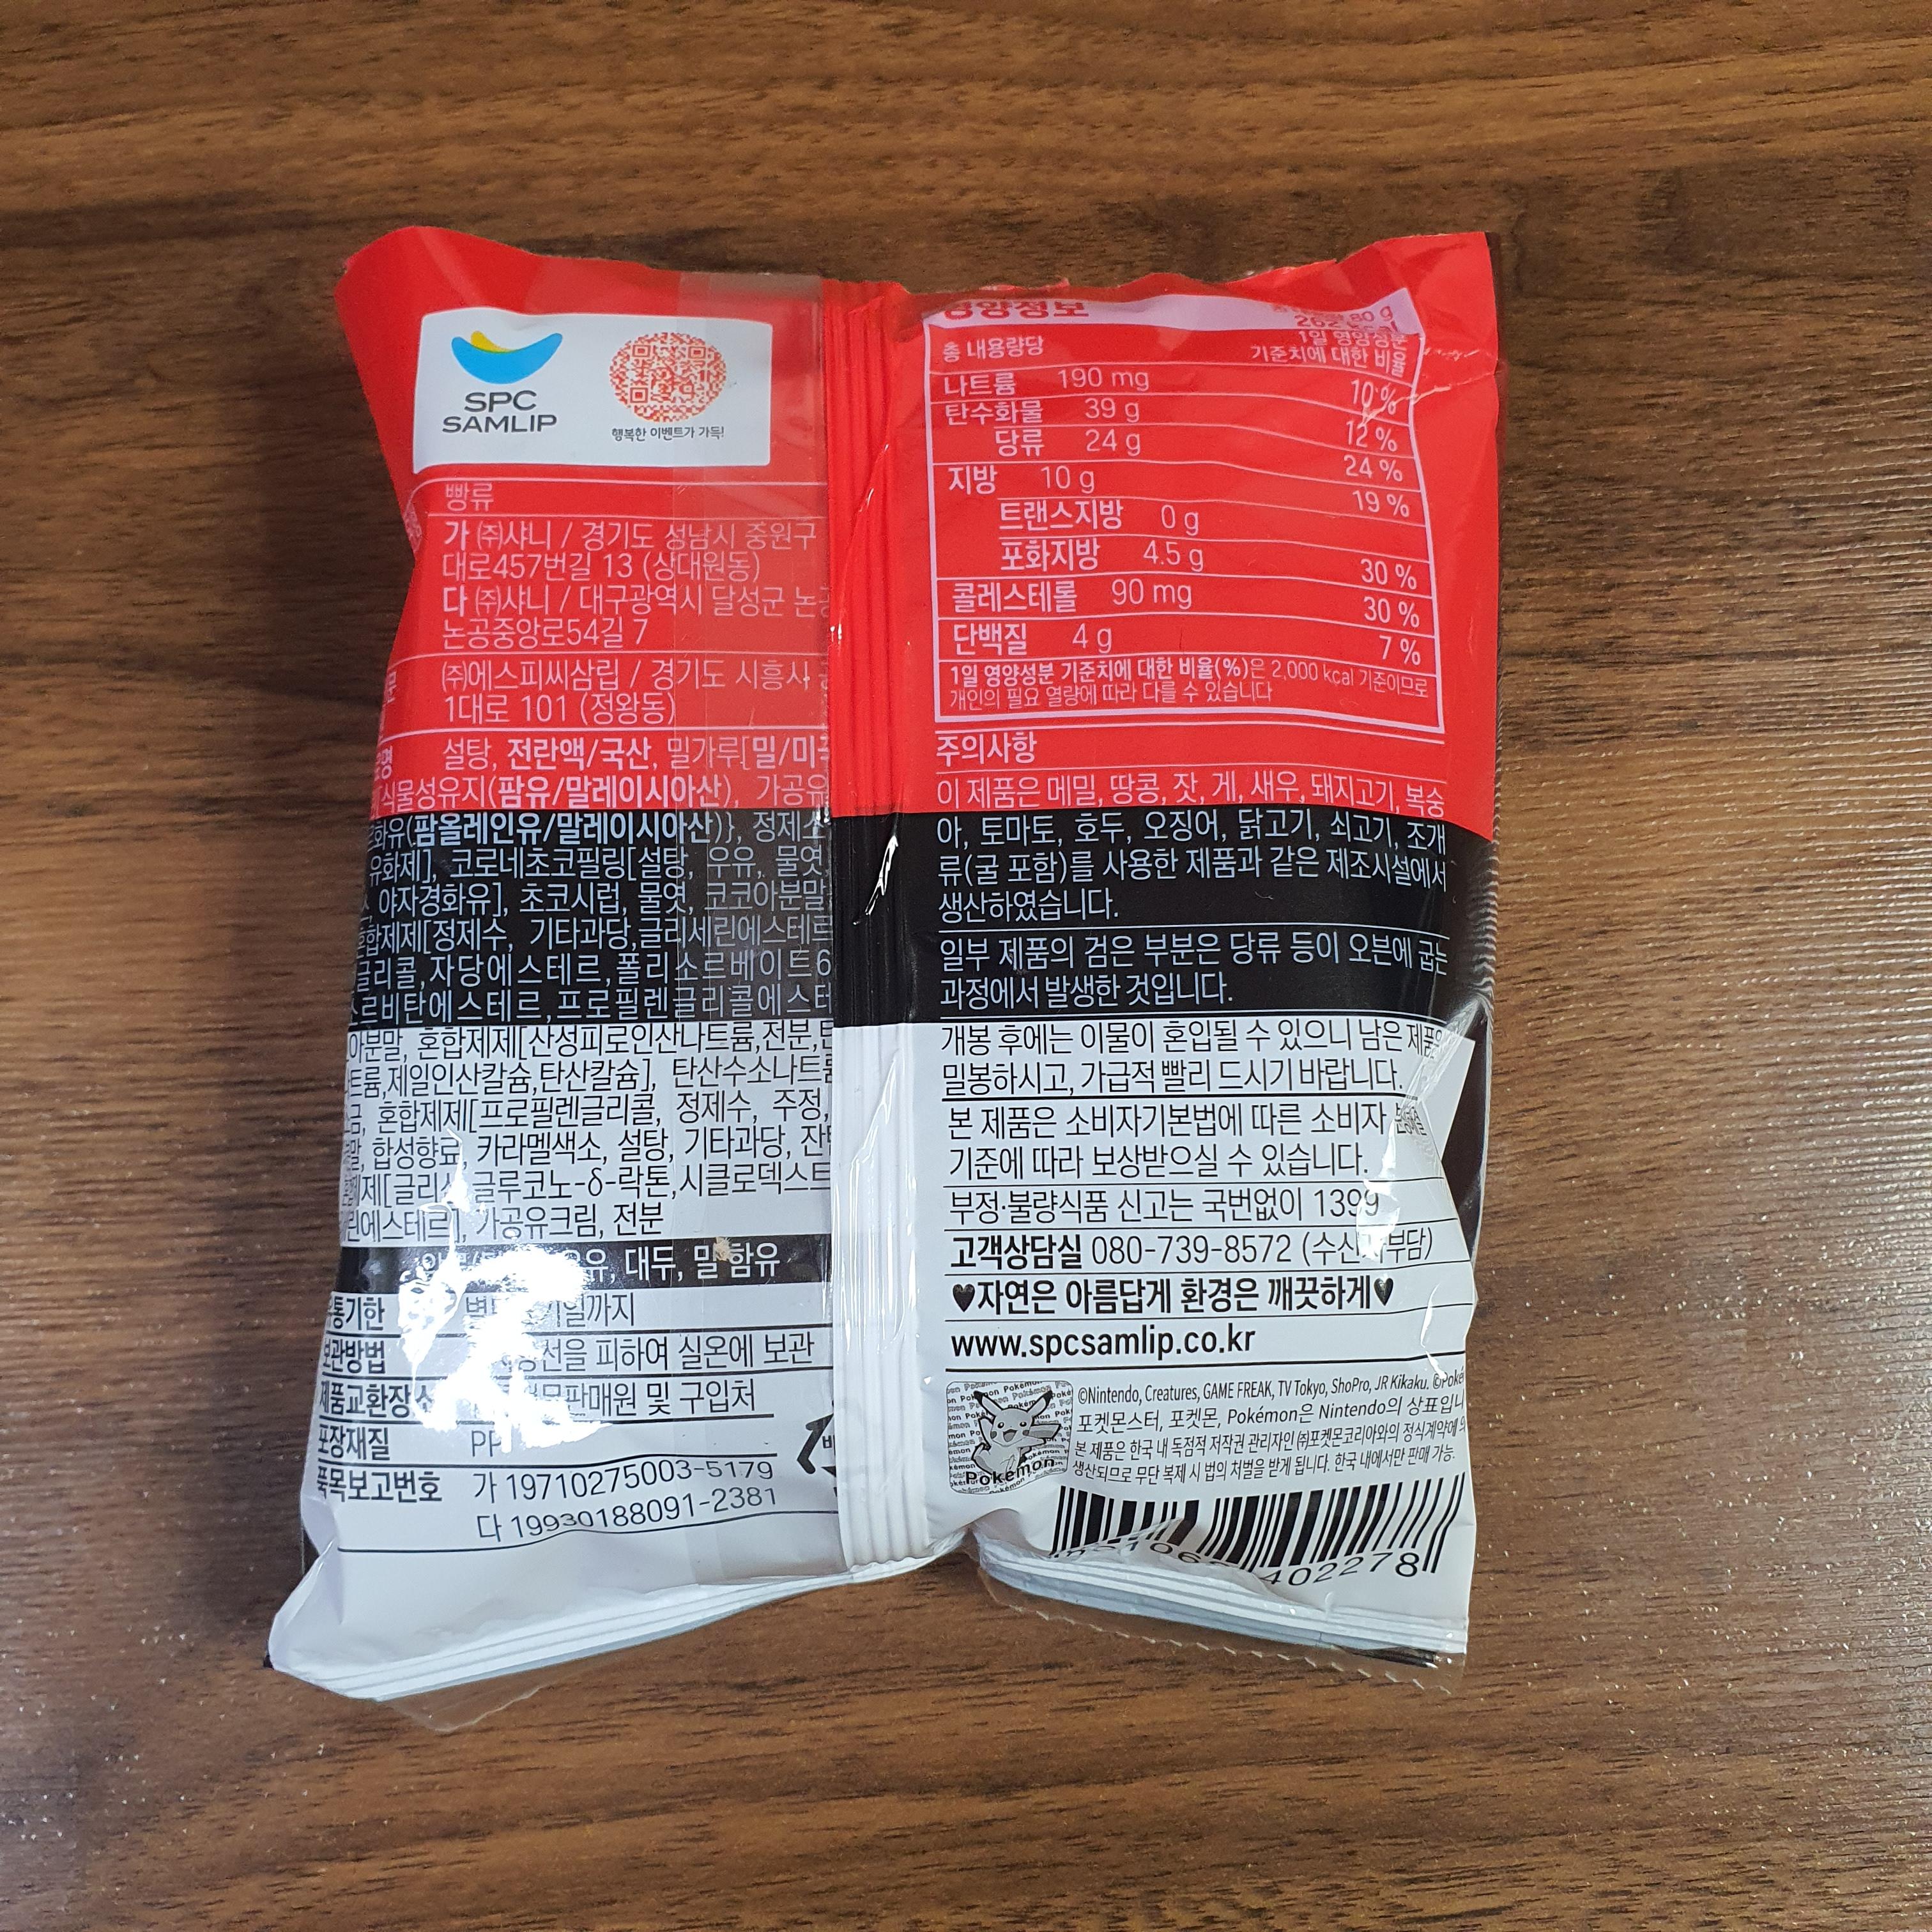 SPC
SAMLIP
행복한 이벤트가 가득!
빵류
가 ㈜샤니 / 경기도 성남시 중원구
대로457번길 13 (상대원동)
다 ㈜샤니 / 대구광역시 달성군
논공중앙로54길 7
㈜에스피씨삼립 / 경기도 시흥시
1대로 101 (정왕동)
설탕, 전란액/국산, 밀가루[밀/미국
식물성유지(팜유/말레이시아산), 가공유
화유(팜올레인유/말레이시아산)}, 정제소
유화제], 코로네초코필링[설탕, 우유, 물엿,
야자경화유], 초코시럽, 물엿, 코코아분말
합제제[정제수, 기타과당,글리세린에스테르
글리콜,자당에스테르,폴리소르베이트6
르비탄에스테르,프로필렌글리콜에스테
아분말, 혼합제제[산성피로인산나트륨,전분,탄
트륨,제일인산칼슘,탄산칼슘], 탄산수소나트륨
혼합제제[프로필렌글리콜, 정제수, 주정,
합성향료, 카라멜색소, 설탕, 기타과당, 잔
제[글리신,글루코노-δ-락톤,시클로덱스트
린에스테르], 가공유크림, 전분
대두, 밀 함유
유통기한 까지
보관방법 피하여 실온에 보관
제품교환장소 판매원 및 구입처
포장재질 PP
품목보고번호 가 19710275003-5179
다 19930188091-2381
영양정보 80 g
총 내용량당 1일 영양성분
기준치에 대한 비율
나트륨 190 mg 10 %
탄수화물 39 g 12 %
당류 24 g 24 %
지방 10 g 19 %
트랜스지방 0 g
포화지방 4.5 g 30 %
콜레스테롤 90 mg 30 %
단백질 4 g 7 %
1일 영양성분 기준치에 대한 비율(%)은 2,000 kcal 기준이므로
개인의 필요 열량에 따라 다를 수 있습니다
주의사항
이 제품은 메밀, 땅콩, 잣, 게, 새우, 돼지고기, 복숭
아, 토마토, 호두, 오징어, 닭고기, 쇠고기, 조개
류(굴 포함)를 사용한 제품과 같은 제조시설에서
생산하였습니다.
일부 제품의 검은 부분은 당류 등이 오븐에 굽는
과정에서 발생한 것입니다.
개봉 후에는 이물이 혼입될 수 있으니 남은 제품은
밀봉하시고, 가급적 빨리 드시기 바랍니다.
본 제품은 소비자기본법에 따른 소비자 분쟁해결
기준에 따라 보상받으실 수 있습니다.
부정·불량식품 신고는 국번없이 1399
고객상담실 080-739-8572 (수신자부담)
♥자연은 아름답게 환경은 깨끗하게♥
www.spcsamlip.co.kr
Pokémon
©Nintendo, Creatures, GAME FREAK, TV Tokyo, ShoPro, JR Kikaku. ©Poké
포켓몬스터, 포켓몬, Pokémon은 Nintendo의 상표입니
본 제품은 한국 내 독점적 저작권 관리자인 ㈜포켓몬코리아와의 정식계약에 의
생산되므로 무단 복제 시 법의 처벌을 받게 됩니다. 한국 내에서만 판매 가능.
402278